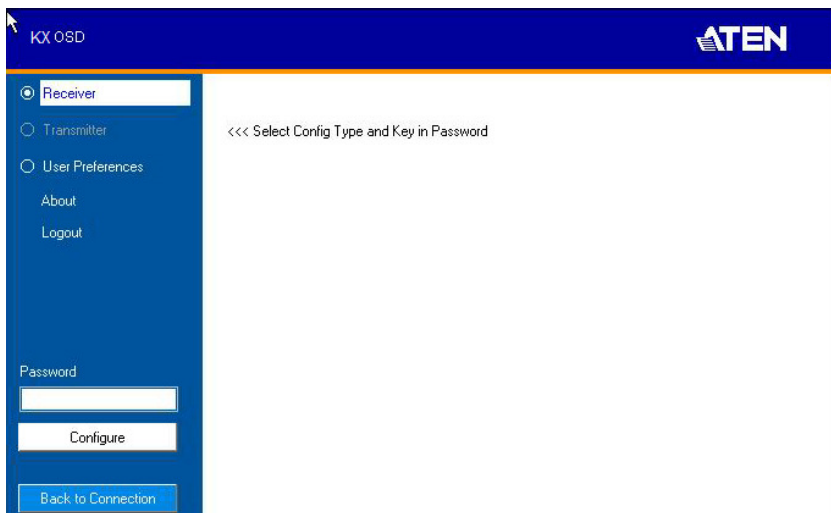 KX OSD
ATEN
Receiver
Transmitter
User Preferences
About
Logout
<<< Select Config Type and Key in Password
Password
Configure
Back to Connection